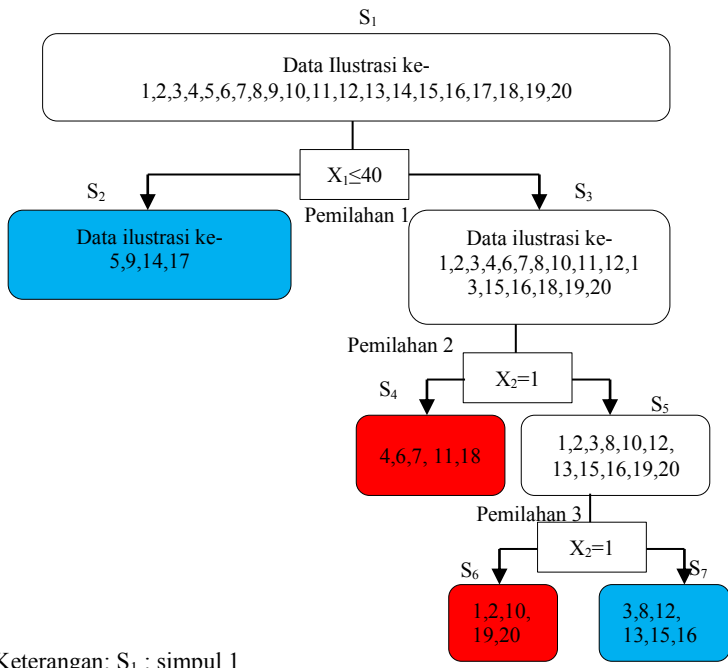 S₁
Data Ilustrasi ke-
1,2,3,4,5,6,7,8,9,10,11,12,13,14,15,16,17,18,19,20
X₁≤40
S₂
S₃
Pemilahan 1
Data ilustrasi ke-
5,9,14,17
Data ilustrasi ke-
1,2,3,4,6,7,8,10,11,12,1
3,15,16,18,19,20
Pemilahan 2
X₂=1
S₄
S₅
4,6,7, 11,18
1,2,3,8,10,12,
13,15,16,19,20
Pemilahan 3
X₂=1
S₆
S₇
1,2,10,
19,20
3,8,12,
13,15,16
Keterangan: S₁ : simpul 1